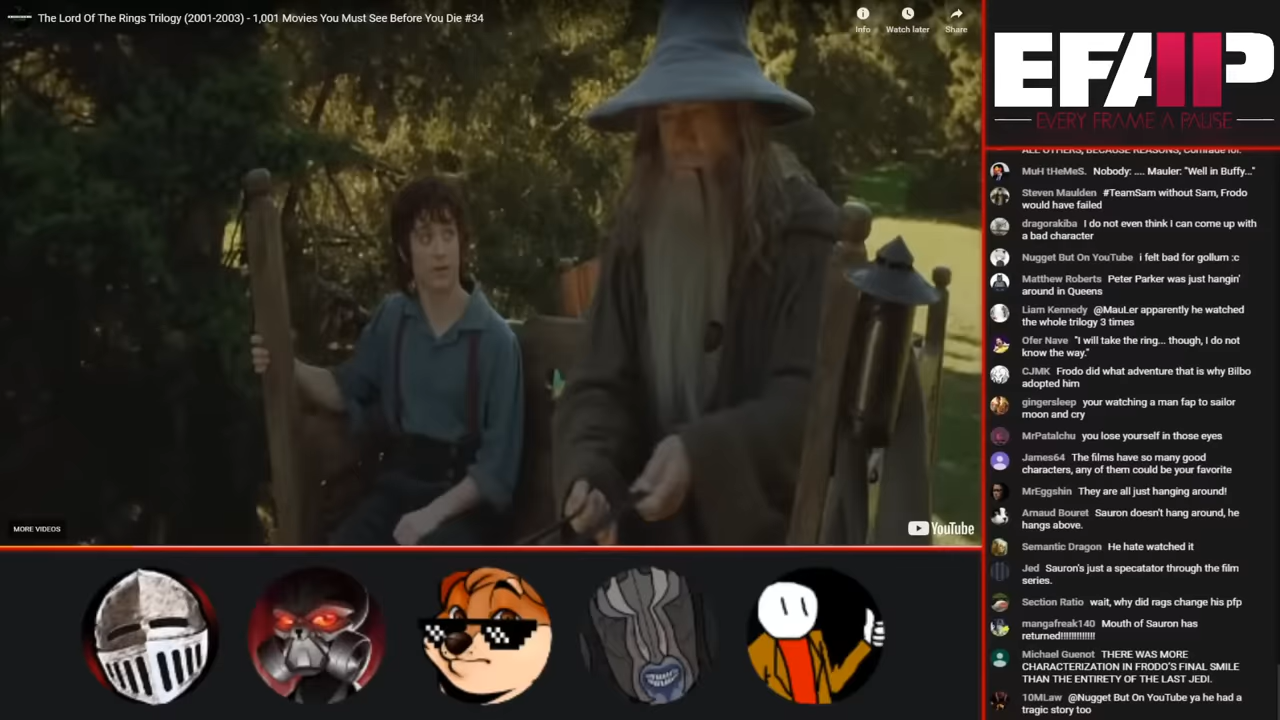 The Lord Of The Rings Trilogy (2001-2003) - 1,001 Movies You Must See Before You Die #34
Info
Watch later
Share
MORE VIDEOS
YouTube
EFAP
EVERY FRAME A PAUSE
ALL OTHERS, BECAUSE REASONS, Comrade lol.
MuH tHeMeS. Nobody: .... Mauler: "Well in Buffy..."
Steven Maulden #TeamSam without Sam, Frodo
would have failed
dragorakiba I do not even think I can come up with
a bad character
Nugget But On YouTube i felt bad for gollum :c
Matthew Roberts Peter Parker was just hangin'
around in Queens
Liam Kennedy @MauLer apparently he watched
the whole trilogy 3 times
Ofer Nave "I will take the ring... though, I do not
know the way."
CJMK Frodo did what adventure that is why Bilbo
adopted him
gingersleep your watching a man fap to sailor
moon and cry
MrPatalchu you lose yourself in those eyes
James64 The films have so many good
characters, any of them could be your favorite
MrEggshin They are all just hanging around!
Arnaud Bouret Sauron doesn't hang around, he
hangs above.
Semantic Dragon He hate watched it
Jed Sauron's just a specatator through the film
series.
Section Ratio wait, why did rags change his pfp
mangafreak140 Mouth of Sauron has
returned!!!!!!!!!!!!!
Michael Guenot THERE WAS MORE
CHARACTERIZATION IN FRODO'S FINAL SMILE
THAN THE ENTIRETY OF THE LAST JEDI.
10MLaw @Nugget But On YouTube ya he had a
tragic story too